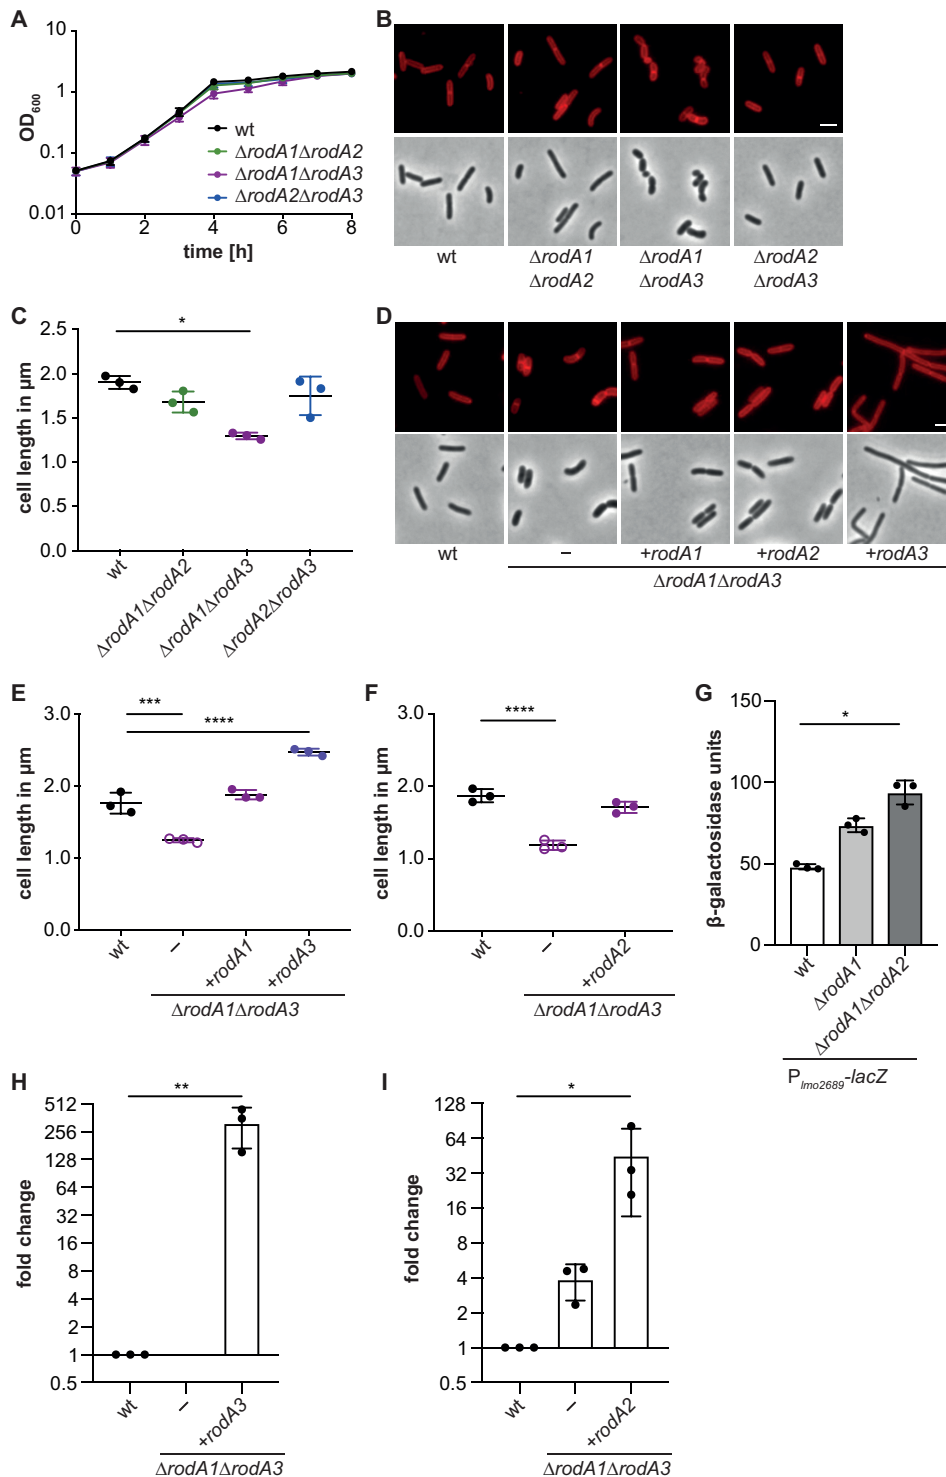 A
10
1
0.1
0.01
OD600
0 2 4 6 8
time [h]
wt
ΔrodA1ΔrodA2
ΔrodA1ΔrodA3
ΔrodA2ΔrodA3
B
wt
ΔrodA1 ΔrodA1 ΔrodA2
ΔrodA2 ΔrodA3 ΔrodA3
C
*
2.5
2.0
1.5
1.0
0.5
0.0
cell length in µm
wt
ΔrodA1ΔrodA2
ΔrodA1ΔrodA3
ΔrodA2ΔrodA3
D
wt – +rodA1 +rodA2 +rodA3
ΔrodA1ΔrodA3
E
***
****
3.0
2.0
1.0
0.0
cell length in µm
wt
–
+rodA1
+rodA3
ΔrodA1ΔrodA3
F
****
3.0
2.0
1.0
0.0
cell length in µm
wt
–
+rodA2
ΔrodA1ΔrodA3
G
*
150
100
50
0
β-galactosidase units
wt
ΔrodA1
ΔrodA1ΔrodA2
Plmo2689-lacZ
H
**
512
256
128
64
32
16
8
4
2
1
0.5
fold change
wt
–
+rodA3
ΔrodA1ΔrodA3
I
*
128
64
32
16
8
4
2
1
0.5
fold change
wt
–
+rodA2
ΔrodA1ΔrodA3